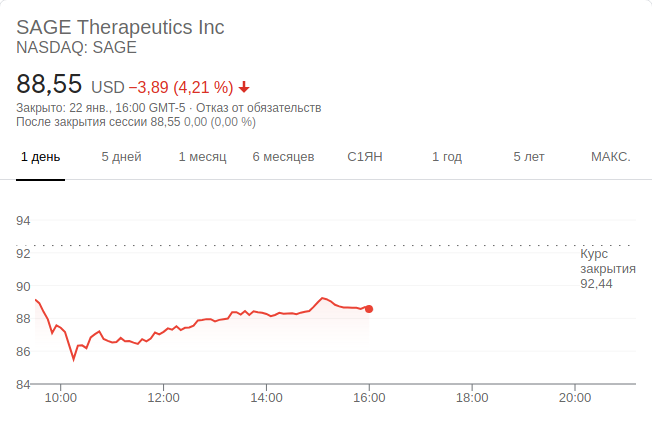 SAGE Therapeutics Inc
NASDAQ: SAGE
88,55 USD −3,89 (4,21 %)
Закрыто: 22 янв., 16:00 GMT-5 · Отказ от обязательств
После закрытия сессии 88,55 0,00 (0,00 %)
1 день 5 дней 1 месяц 6 месяцев С1ЯН 1 год 5 лет МАКС.
94
92
Курс
закрытия
92,44
90
88
86
84
10:00 12:00 14:00 16:00 18:00 20:00